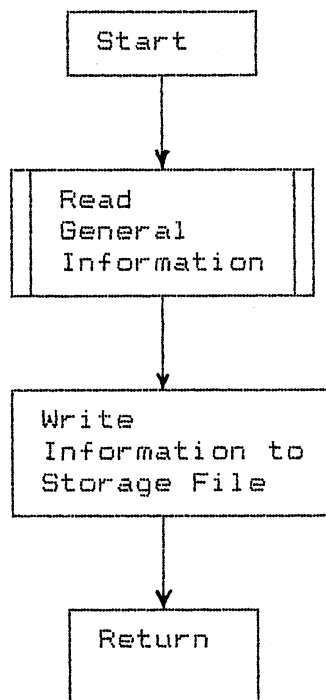 Start
Read
General
Information
Write
Information to
Storage File
Return